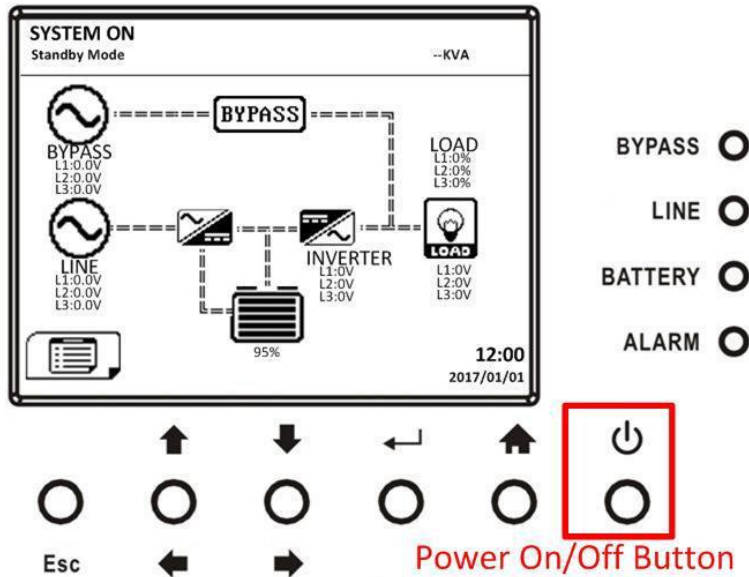 SYSTEM ON
Standby Mode
--KVA
BYPASS
BYPASS
L1:0.0V
L2:0.0V
L3:0.0V
LOAD
L1:0%
L2:0%
L3:0%
LINE
L1:0.0V
L2:0.0V
L3:0.0V
INVERTER
L1:0V
L2:0V
L3:0V
LOAD
L1:0V
L2:0V
L3:0V
95%
12:00
2017/01/01
BYPASS
LINE
BATTERY
ALARM
Esc
Power On/Off Button